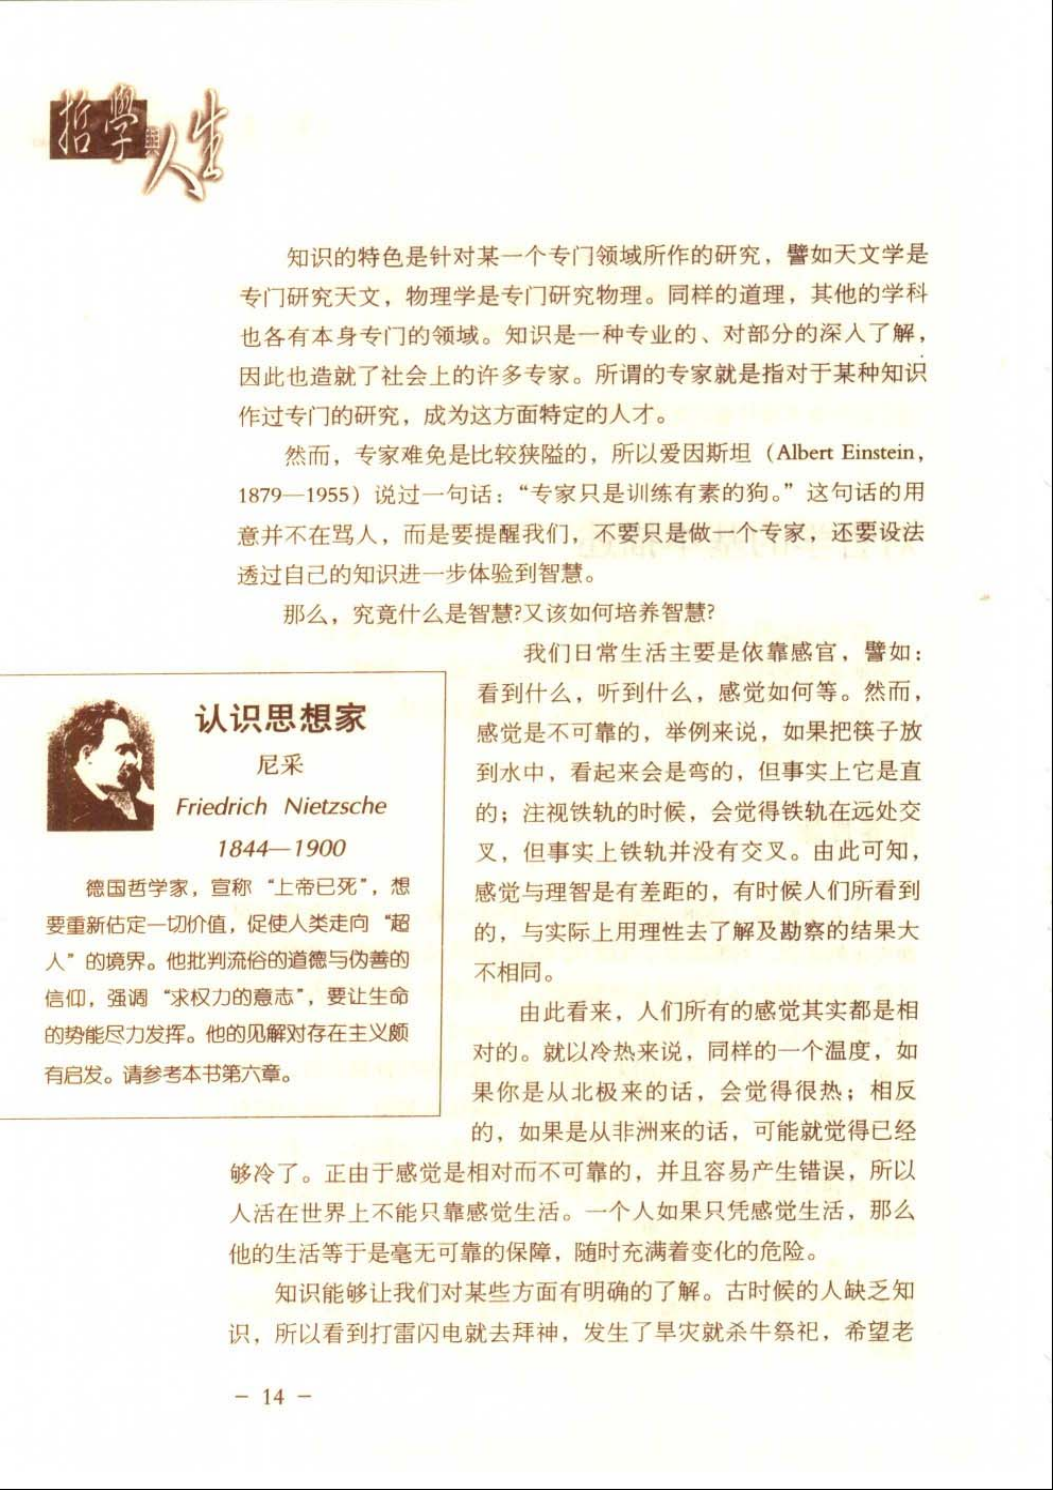 哲學與人生
知识的特色是针对某一个专门领域所作的研究，譬如天文学是
专门研究天文，物理学是专门研究物理。同样的道理，其他的学科
也各有本身专门的领域。知识是一种专业的、对部分的深入了解，
因此也造就了社会上的许多专家。所谓的专家就是指对于某种知识
作过专门的研究，成为这方面特定的人才。
然而，专家难免是比较狭隘的，所以爱因斯坦（Albert Einstein，
1879—1955）说过一句话：“专家只是训练有素的狗。”这句话的用
意并不在骂人，而是要提醒我们，不要只是做一个专家，还要设法
透过自己的知识进一步体验到智慧。
那么，究竟什么是智慧?又该如何培养智慧?
我们日常生活主要是依靠感官，譬如：
看到什么，听到什么，感觉如何等。然而，
感觉是不可靠的，举例来说，如果把筷子放
到水中，看起来会是弯的，但事实上它是直
的；注视铁轨的时候，会觉得铁轨在远处交
叉，但事实上铁轨并没有交叉。由此可知，
感觉与理智是有差距的，有时候人们所看到
的，与实际上用理性去了解及勘察的结果大
不相同。
由此看来，人们所有的感觉其实都是相
对的。就以冷热来说，同样的一个温度，如
果你是从北极来的话，会觉得很热；相反
的，如果是从非洲来的话，可能就觉得已经
够冷了。正由于感觉是相对而不可靠的，并且容易产生错误，所以
人活在世界上不能只靠感觉生活。一个人如果只凭感觉生活，那么
他的生活等于是毫无可靠的保障，随时充满着变化的危险。
知识能够让我们对某些方面有明确的了解。古时候的人缺乏知
识，所以看到打雷闪电就去拜神，发生了旱灾就杀牛祭祀，希望老
认识思想家
尼采
Friedrich Nietzsche
1844—1900
德国哲学家，宣称“上帝已死”，想
要重新估定一切价值，促使人类走向“超
人”的境界。他批判流俗的道德与伪善的
信仰，强调“求权力的意志”，要让生命
的势能尽力发挥。他的见解对存在主义颇
有启发。请参考本书第六章。
－ 14 －